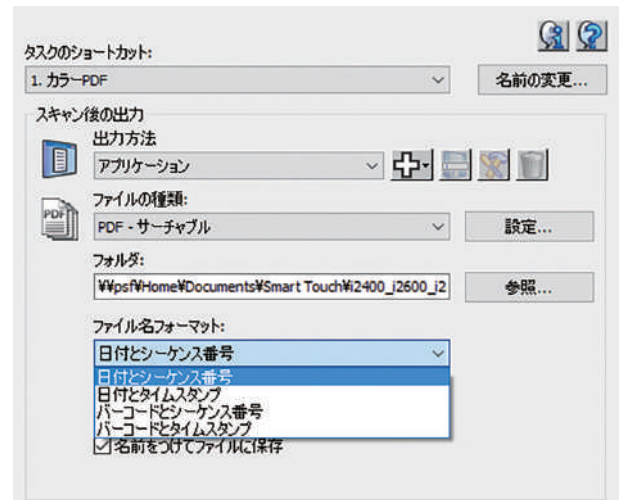 タスクのショートカット:
1. カラーPDF
名前の変更...
スキャン後の出力
出力方法
アプリケーション
ファイルの種類:
PDF
PDF - サーチャブル
設定...
フォルダ:
¥¥psf¥Home¥Documents¥Smart Touch¥i2400_i2600_i2
参照...
ファイル名フォーマット:
日付とシーケンス番号
日付とシーケンス番号
日付とタイムスタンプ
バーコードとシーケンス番号
バーコードとタイムスタンプ
名前をつけてファイルに保存